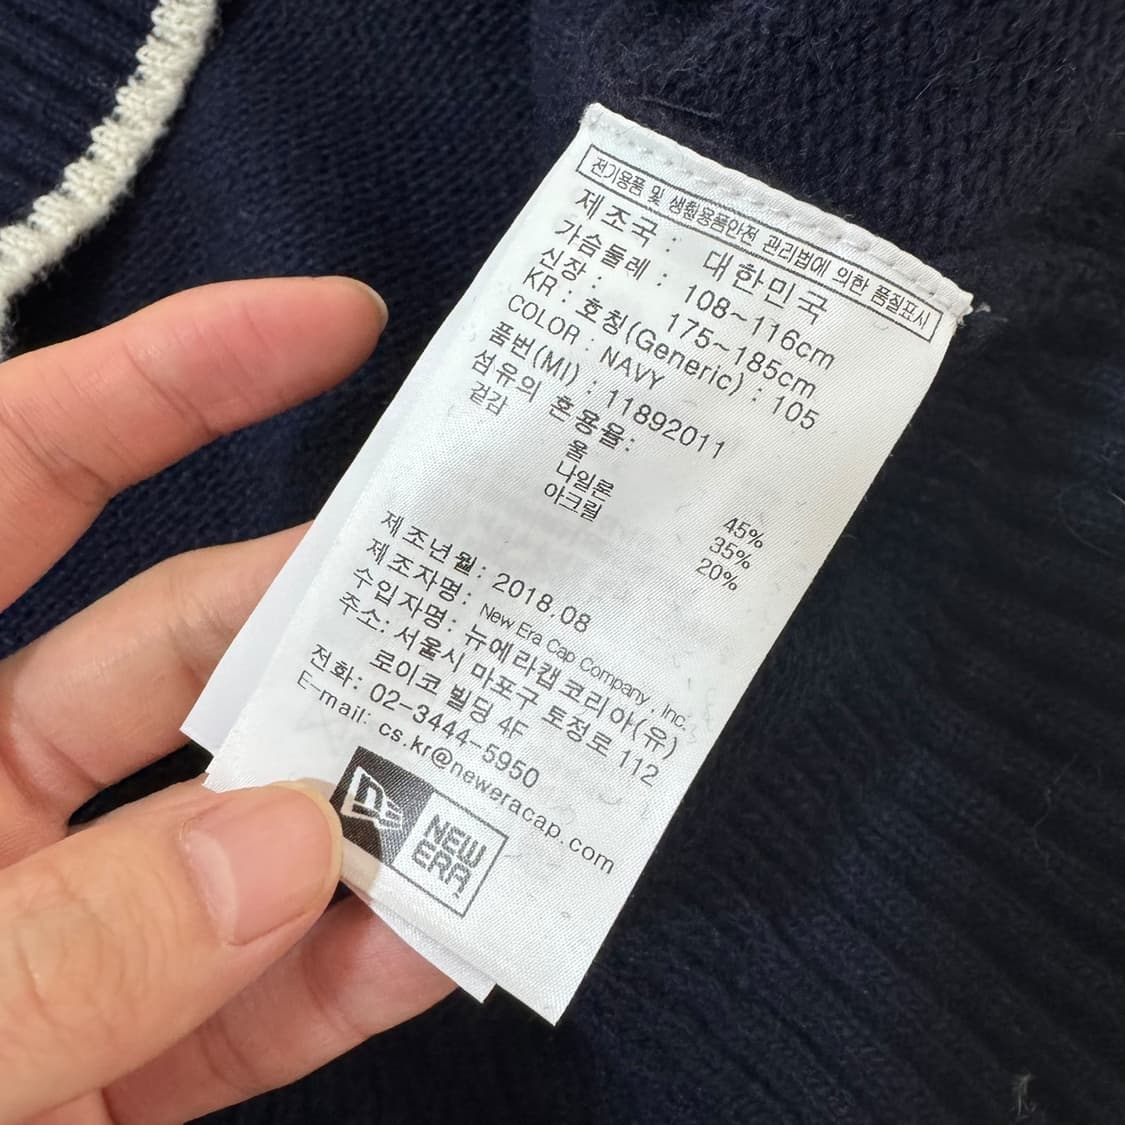 전기용품 및 생활용품안전 관리법에 의한 품질표시
제조국 : 대한민국
가슴둘레 : 108~116cm
신장 : 175~185cm
KR : 호칭(Generic) : 105
COLOR : NAVY
품번(MI) : 11892011
섬유의 혼용율:
겉감
울 45%
나일론 35%
아크릴 20%
제조년월: 2018.08
제조자명: New Era Cap Company, Inc.
수입자명: 뉴에라캡코리아(유)
주소: 서울시 마포구 토정로 112
로이코 빌딩 4F
전화: 02-3444-5950
E-mail: cs.kr@neweracap.com
NEW
ERA